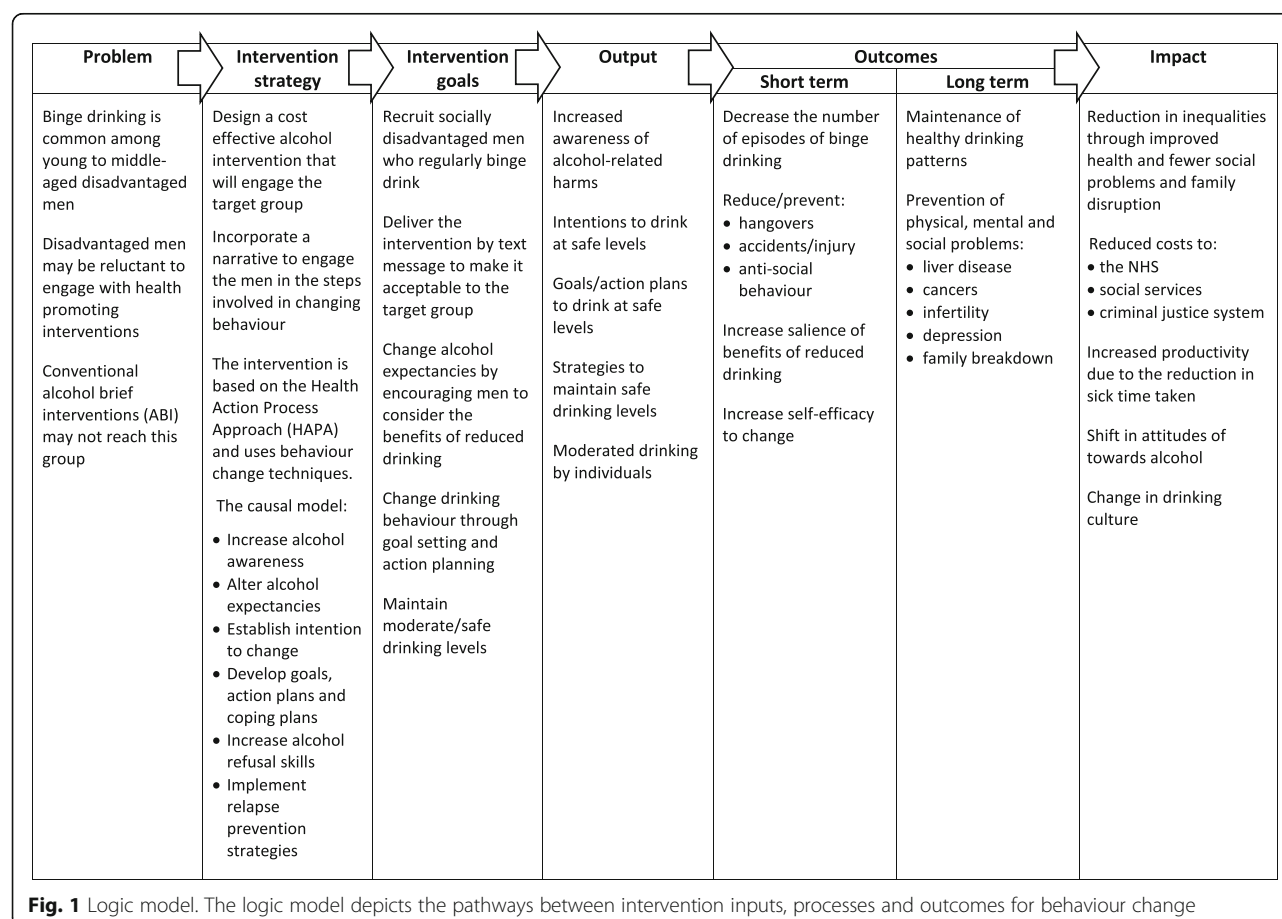 Problem
Intervention
strategy
Intervention
goals
Output
Outcomes
Short term
Long term
Impact
Binge drinking is
common among
young to middle-
aged disadvantaged
men
Disadvantaged men
may be reluctant to
engage with health
promoting
interventions
Conventional
alcohol brief
interventions (ABI)
may not reach this
group
Design a cost
effective alcohol
intervention that
will engage the
target group
Incorporate a
narrative to engage
the men in the steps
involved in changing
behaviour
The intervention is
based on the Health
Action Process
Approach (HAPA)
and uses behaviour
change techniques.
The causal model:
• Increase alcohol
awareness
• Alter alcohol
expectancies
• Establish intention
to change
• Develop goals,
action plans and
coping plans
• Increase alcohol
refusal skills
• Implement
relapse
prevention
strategies
Recruit socially
disadvantaged men
who regularly binge
drink
Deliver the
intervention by text
message to make it
acceptable to the
target group
Change alcohol
expectancies by
encouraging men to
consider the
benefits of reduced
drinking
Change drinking
behaviour through
goal setting and
action planning
Maintain
moderate/safe
drinking levels
Increased
awareness of
alcohol-related
harms
Intentions to drink
at safe levels
Goals/action plans
to drink at safe
levels
Strategies to
maintain safe
drinking levels
Moderated drinking
by individuals
Decrease the number
of episodes of binge
drinking
Reduce/prevent:
• hangovers
• accidents/injury
• anti-social
behaviour
Increase salience of
benefits of reduced
drinking
Increase self-efficacy
to change
Maintenance of
healthy drinking
patterns
Prevention of
physical, mental and
social problems:
• liver disease
• cancers
• infertility
• depression
• family breakdown
Reduction in inequalities
through improved
health and fewer social
problems and family
disruption
Reduced costs to:
• the NHS
• social services
• criminal justice system
Increased productivity
due to the reduction in
sick time taken
Shift in attitudes of
towards alcohol
Change in drinking
culture
Fig. 1 Logic model. The logic model depicts the pathways between intervention inputs, processes and outcomes for behaviour change